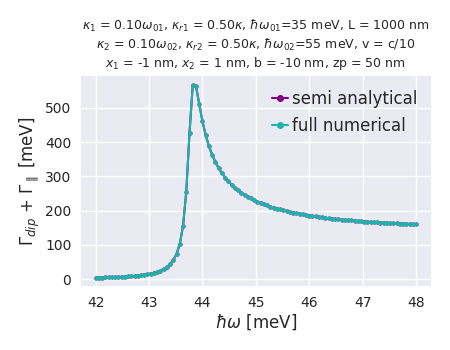 κ₁ = 0.10ω₀₁, κᵣ₁ = 0.50κ, ℏω₀₁=35 meV, L = 1000 nm
κ₂ = 0.10ω₀₂, κᵣ₂ = 0.50κ, ℏω₀₂=55 meV, v = c/10
x₁ = -1 nm, x₂ = 1 nm, b = -10 nm, zp = 50 nm
semi analytical
full numerical
Γ_dip + Γ_∥ [meV]
500
400
300
200
100
0
42 43 44 45 46 47 48
ℏω [meV]